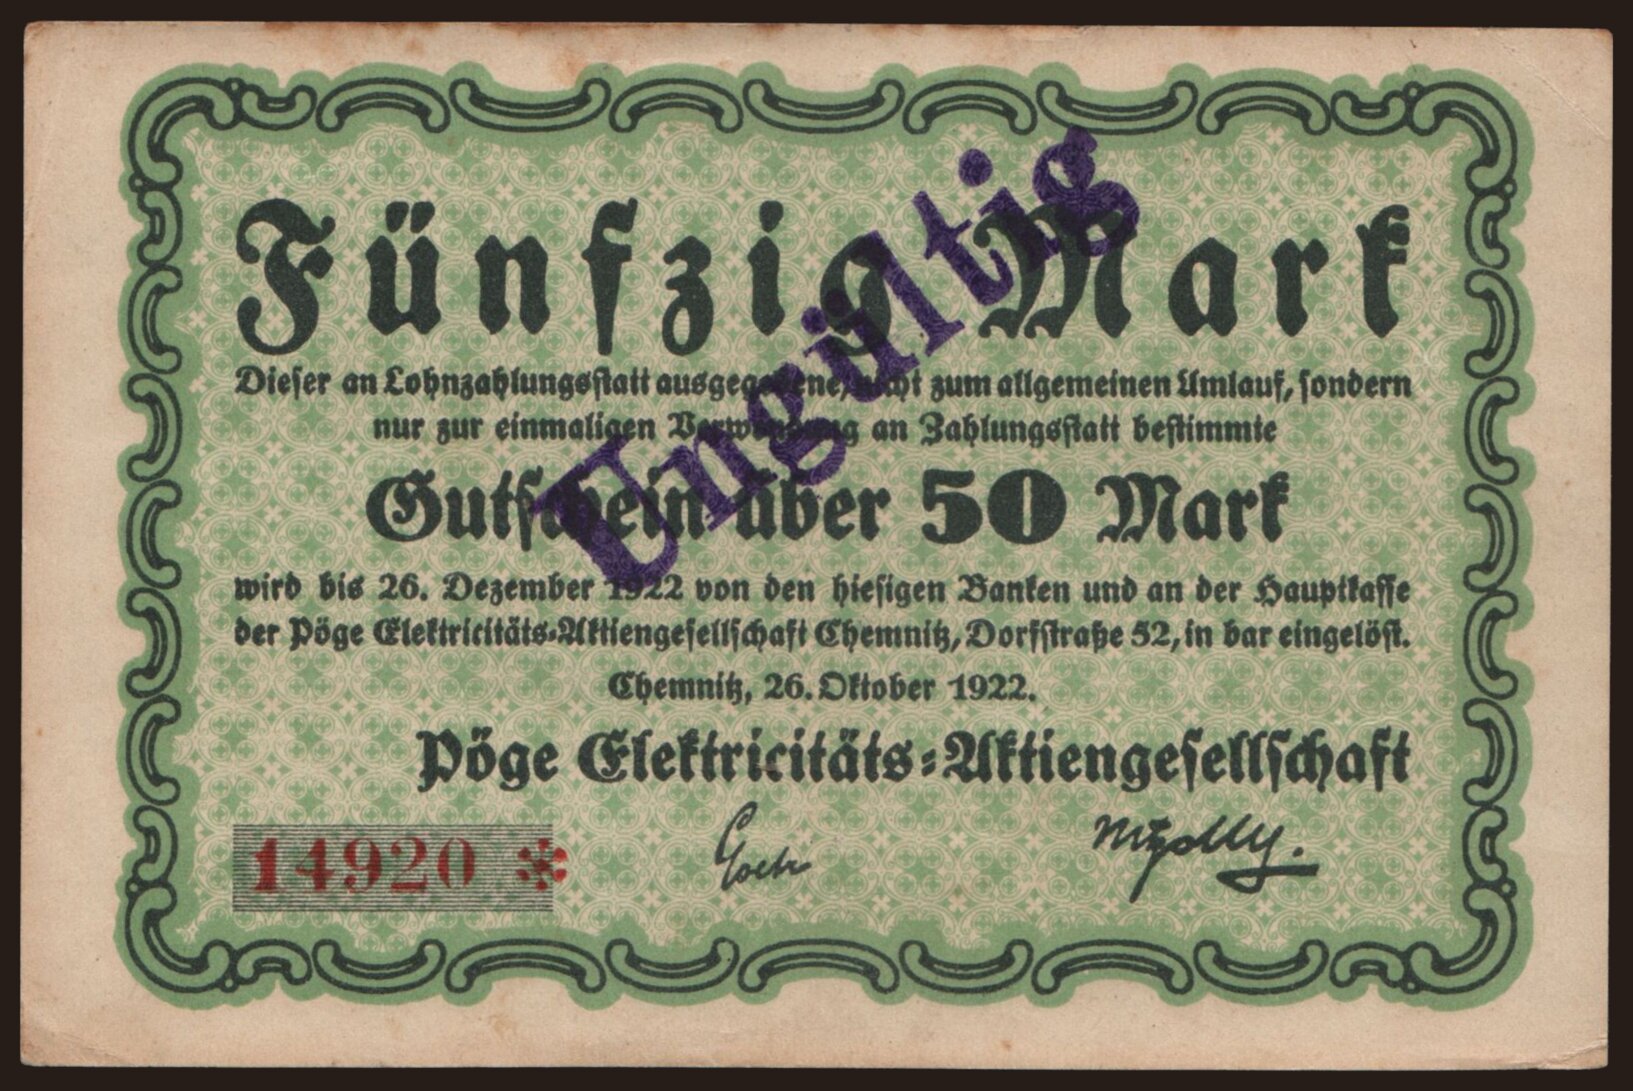 Fünfzig Mark
Dieser an Lohnzahlungsstatt ausgegebene, nicht zum allgemeinen Umlauf, sondern
nur zur einmaligen Verwendung an Zahlungsstatt bestimmte
Gutschein über 50 Mark
wird bis 26. Dezember 1922 von den hiesigen Banken und an der Hauptkasse
der Pöge Elektricitäts-Aktiengesellschaft Chemnitz, Dorfstraße 52, in bar eingelöst.
Chemnitz, 26. Oktober 1922.
Pöge Elektricitäts-Aktiengesellschaft
14920 *
Ungültig